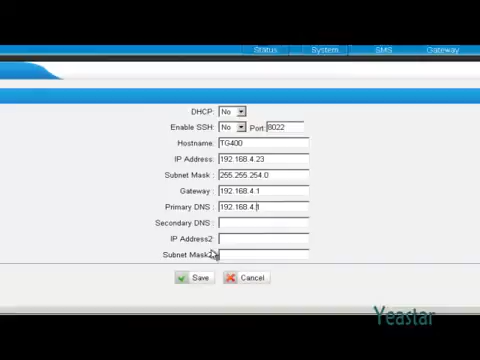 Status System SMS Gateway
DHCP: No
Enable SSH: No Port: 8022
Hostname: TG400
IP Address: 192.168.4.23
Subnet Mask : 255.255.254.0
Gateway : 192.168.4.1
Primary DNS : 192.168.4.1
Secondary DNS :
IP Address2:
Subnet Mask2:
Save Cancel
Yeastar